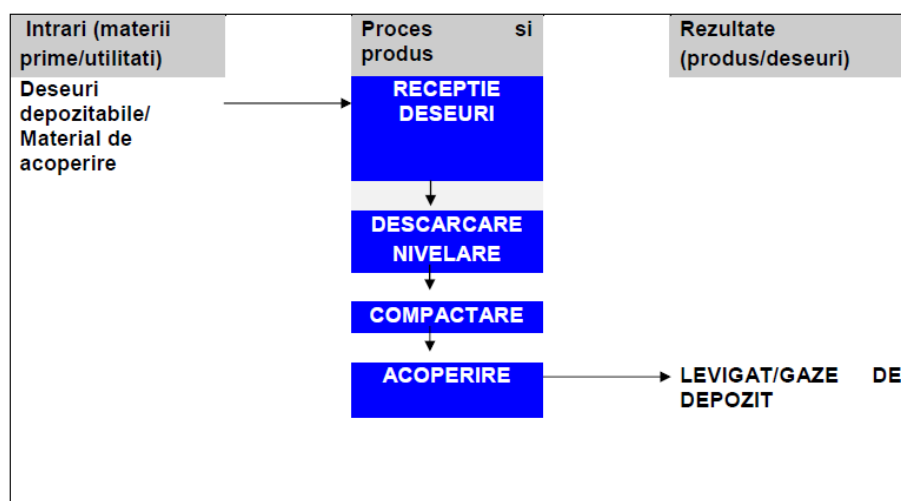 Intrari (materii
prime/utilitati)
Proces si
produs
Rezultate
(produs/deseuri)
Deseuri
depozitabile/
Material de
acoperire
RECEPTIE
DESEURI
DESCARCARE
NIVELARE
COMPACTARE
ACOPERIRE
LEVIGAT/GAZE DE
DEPOZIT